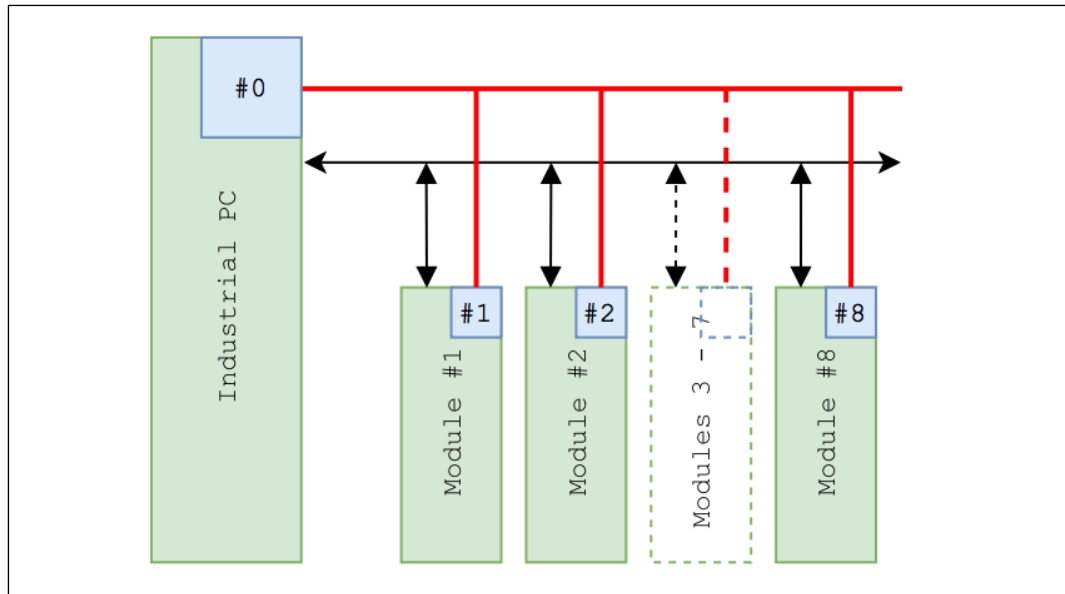 #0
Industrial PC
#1
Module #1
#2
Module #2
Modules 3 - 7
#8
Module #8